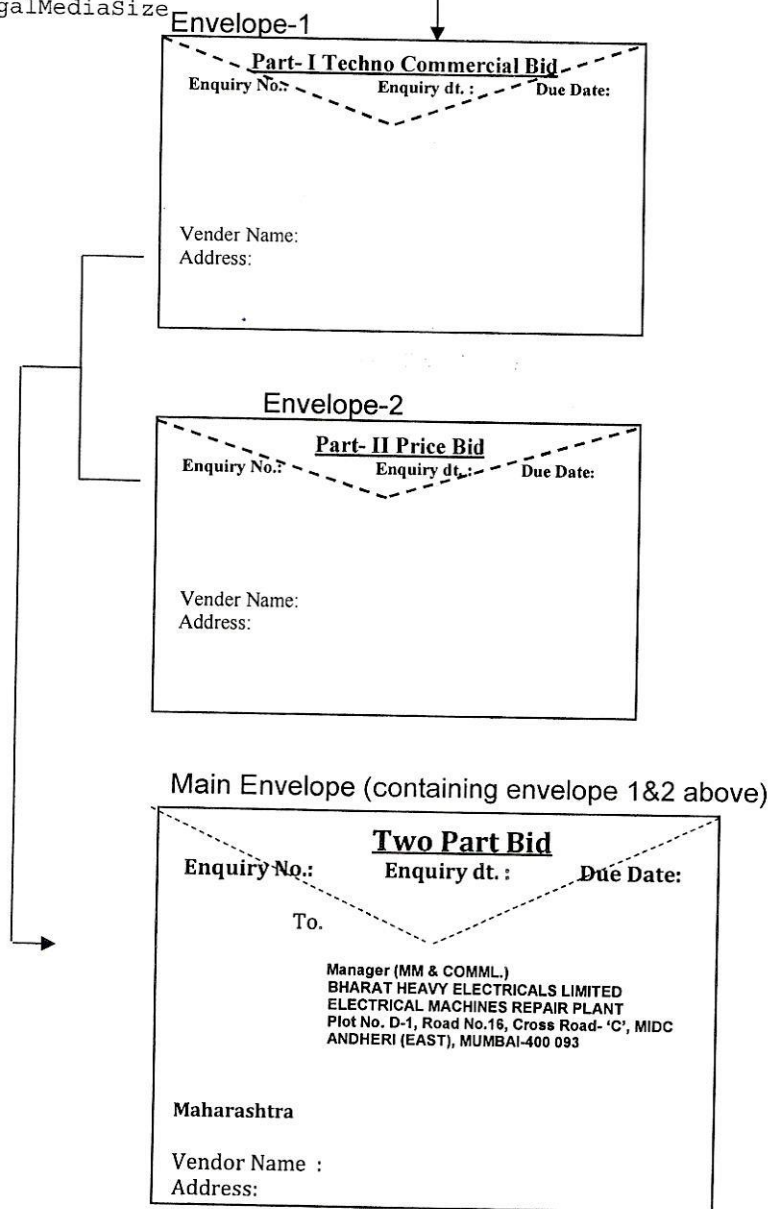 galMediaSize
Envelope-1
Part- I Techno Commercial Bid
Enquiry No.: Enquiry dt. : Due Date:
Vender Name:
Address:
Envelope-2
Part- II Price Bid
Enquiry No.: Enquiry dt. : Due Date:
Vender Name:
Address:
Main Envelope (containing envelope 1&2 above)
Two Part Bid
Enquiry No.: Enquiry dt. : Due Date:
To.
Manager (MM & COMML.)
BHARAT HEAVY ELECTRICALS LIMITED
ELECTRICAL MACHINES REPAIR PLANT
Plot No. D-1, Road No.16, Cross Road- ‘C’, MIDC
ANDHERI (EAST), MUMBAI-400 093
Maharashtra
Vendor Name :
Address: